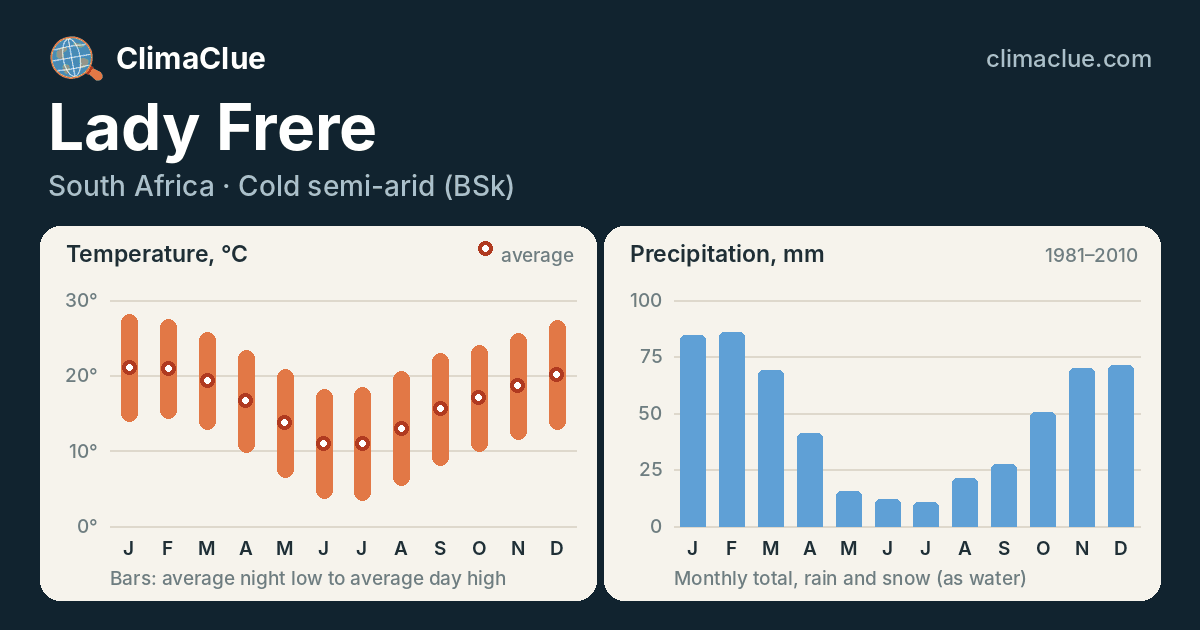 ClimaClue
climaclue.com
Lady Frere
South Africa · Cold semi-arid (BSk)
Temperature, °C
average
30°
20°
10°
0°
J F M A M J J A S O N D
Bars: average night low to average day high
Precipitation, mm
1981–2010
100
75
50
25
0
J F M A M J J A S O N D
Monthly total, rain and snow (as water)